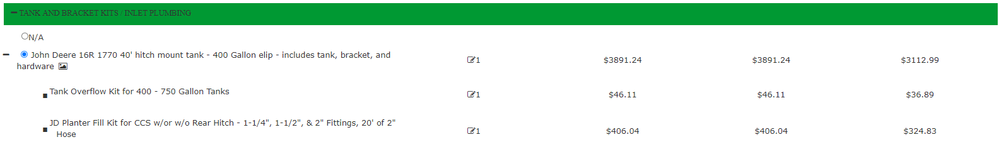 TANK AND BRACKET KITS / INLET PLUMBING
N/A
John Deere 16R 1770 40' hitch mount tank - 400 Gallon elip - includes tank, bracket, and
hardware 1 $3891.24 $3891.24 $3112.99
Tank Overflow Kit for 400 - 750 Gallon Tanks 1 $46.11 $46.11 $36.89
JD Planter Fill Kit for CCS w/or w/o Rear Hitch - 1-1/4", 1-1/2", & 2" Fittings, 20' of 2"
Hose 1 $406.04 $406.04 $324.83